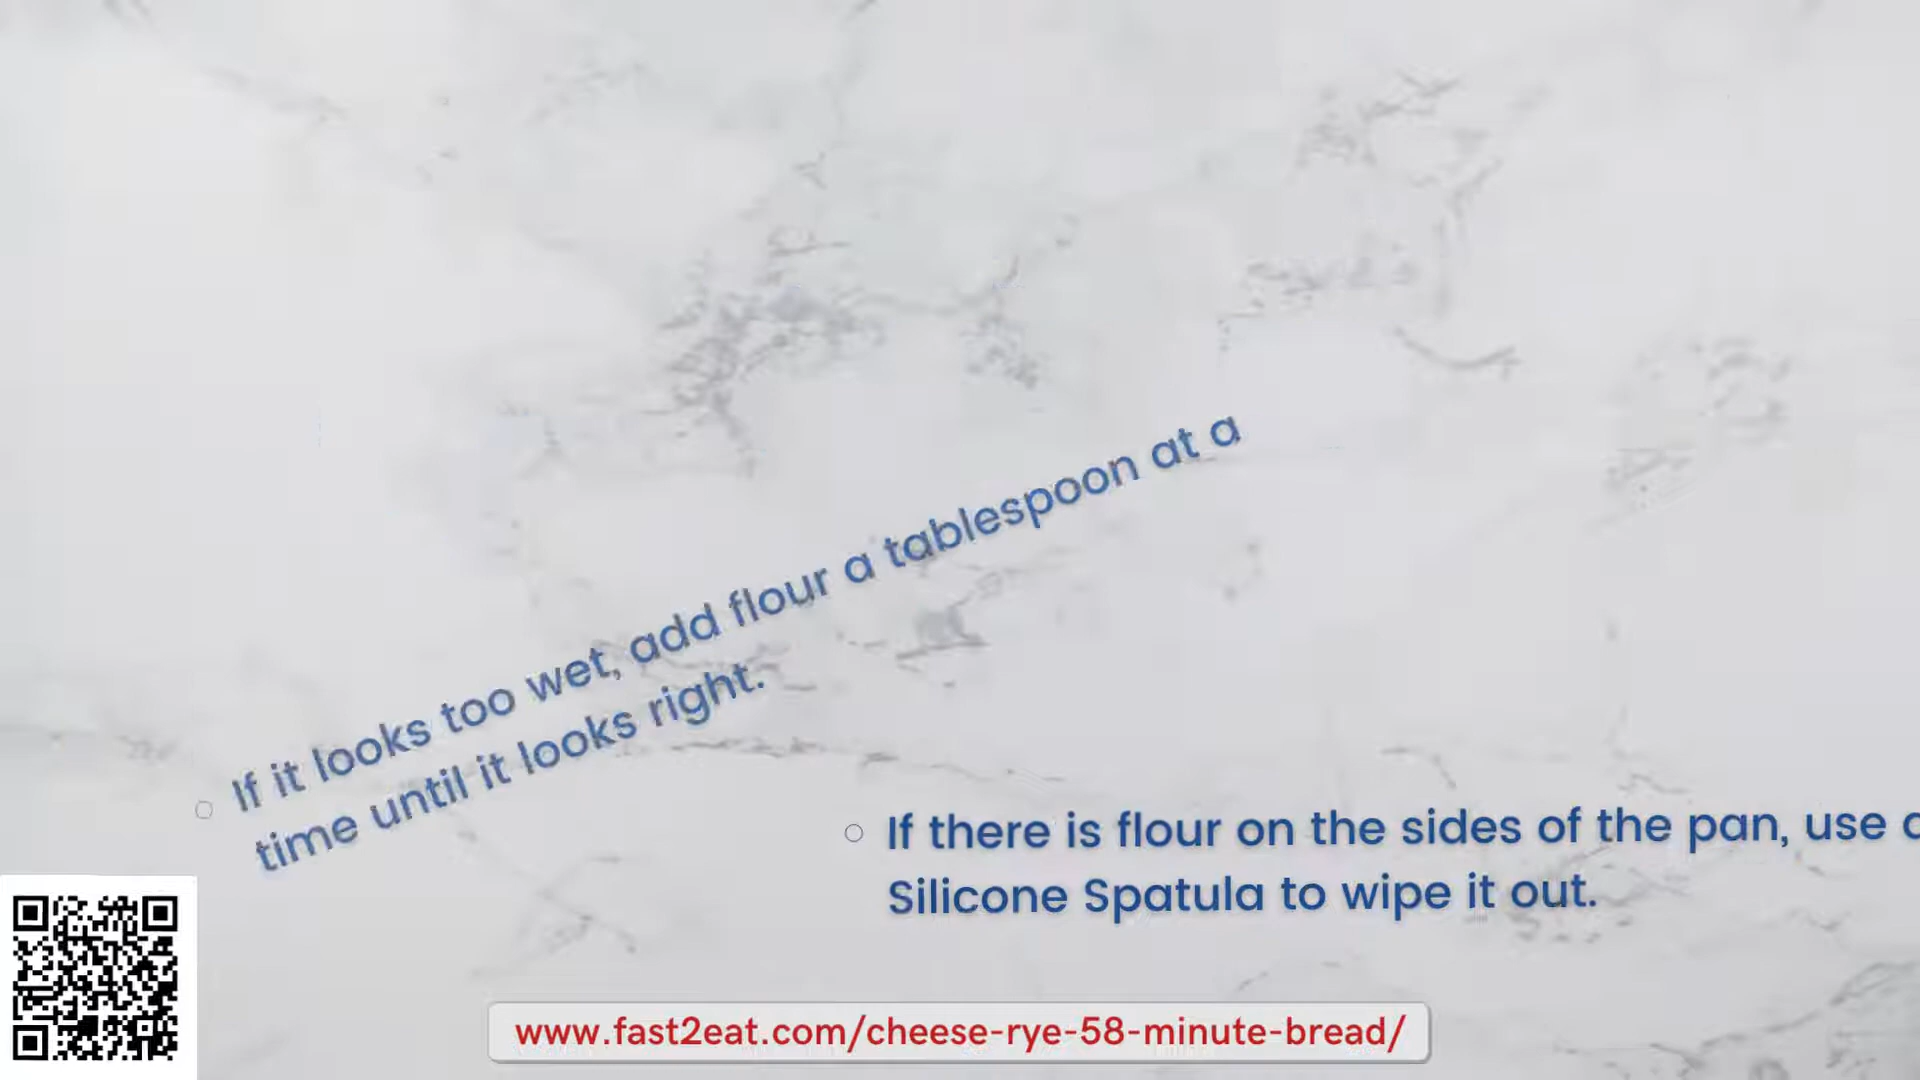 If it looks too wet, add flour a tablespoon at a
time until it looks right.
If there is flour on the sides of the pan, use
Silicone Spatula to wipe it out.
www.fast2eat.com/cheese-rye-58-minute-bread/